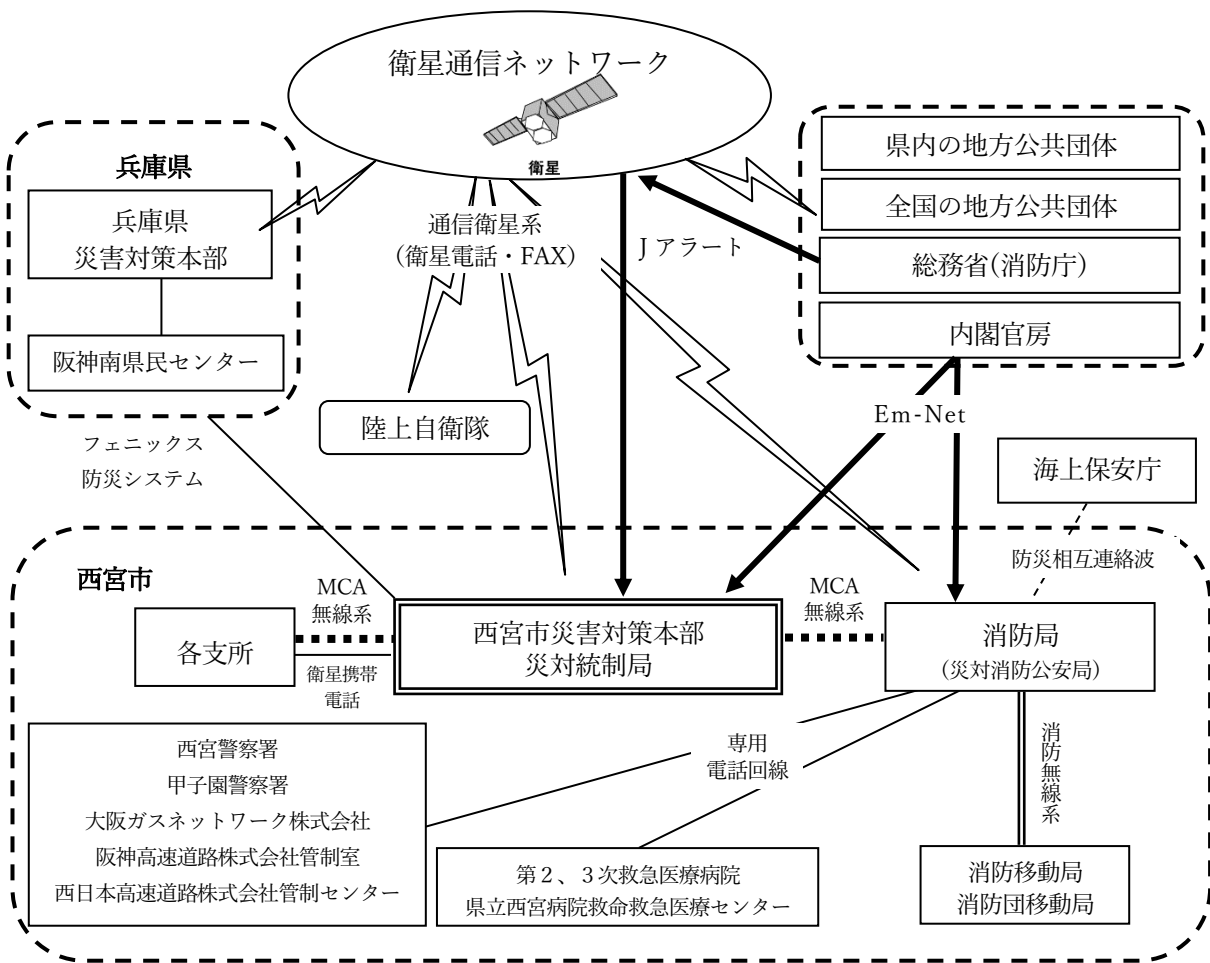 衛星通信ネットワーク
衛星
兵庫県
兵庫県
災害対策本部
阪神南県民センター
県内の地方公共団体
全国の地方公共団体
総務省(消防庁)
内閣官房
通信衛星系
(衛星電話・FAX)
Jアラート
陸上自衛隊
Em-Net
フェニックス
防災システム
海上保安庁
防災相互連絡波
西宮市
MCA
無線系
各支所
衛星携帯
電話
西宮市災害対策本部
災対統制局
MCA
無線系
消防局
(災対消防公安局)
専用
電話回線
消防無線系
西宮警察署
甲子園警察署
大阪ガスネットワーク株式会社
阪神高速道路株式会社管制室
西日本高速道路株式会社管制センター
第2、3次救急医療病院
県立西宮病院救命救急医療センター
消防移動局
消防団移動局